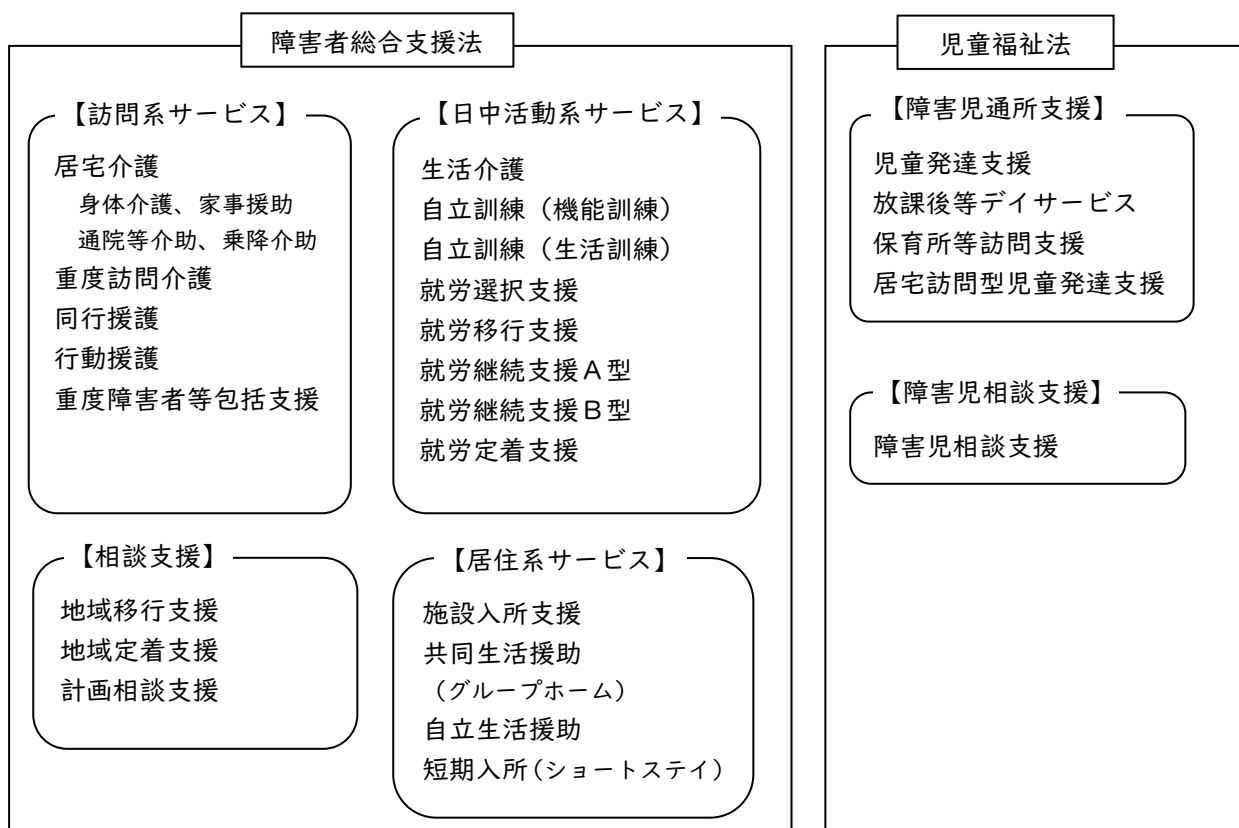 障害者総合支援法
【訪問系サービス】
居宅介護
身体介護、家事援助
通院等介助、乗降介助
重度訪問介護
同行援護
行動援護
重度障害者等包括支援
【日中活動系サービス】
生活介護
自立訓練（機能訓練）
自立訓練（生活訓練）
就労選択支援
就労移行支援
就労継続支援Ａ型
就労継続支援Ｂ型
就労定着支援
【相談支援】
地域移行支援
地域定着支援
計画相談支援
【居住系サービス】
施設入所支援
共同生活援助
（グループホーム）
自立生活援助
短期入所(ショートステイ)
児童福祉法
【障害児通所支援】
児童発達支援
放課後等デイサービス
保育所等訪問支援
居宅訪問型児童発達支援
【障害児相談支援】
障害児相談支援